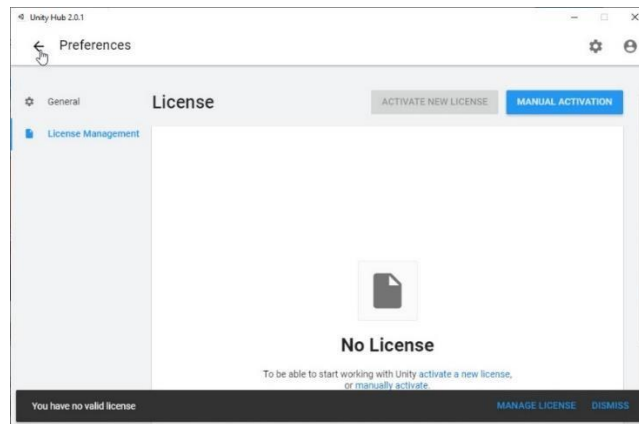 Unity Hub 2.0.1
Preferences
General
License Management
License
ACTIVATE NEW LICENSE
MANUAL ACTIVATION
No License
To be able to start working with Unity activate a new license,
or manually activate.
You have no valid license
MANAGE LICENSE
DISMISS